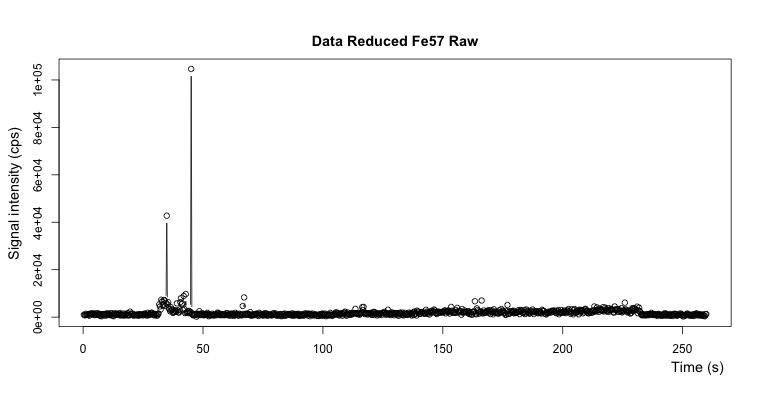 Data Reduced Fe57 Raw
Signal intensity (cps)
1e+05
8e+04
6e+04
4e+04
2e+04
0e+00
0 50 100 150 200 250
Time (s)